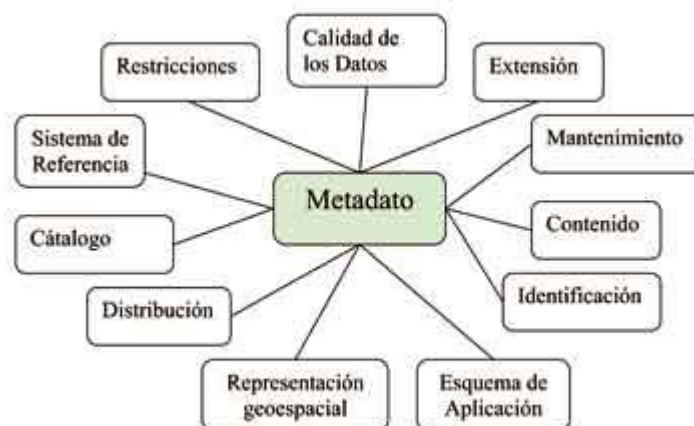 Calidad de
los Datos
Restricciones
Extensión
Sistema de
Referencia
Mantenimiento
Metadato
Cátalogo
Contenido
Distribución
Identificación
Representación
geoespacial
Esquema de
Aplicación